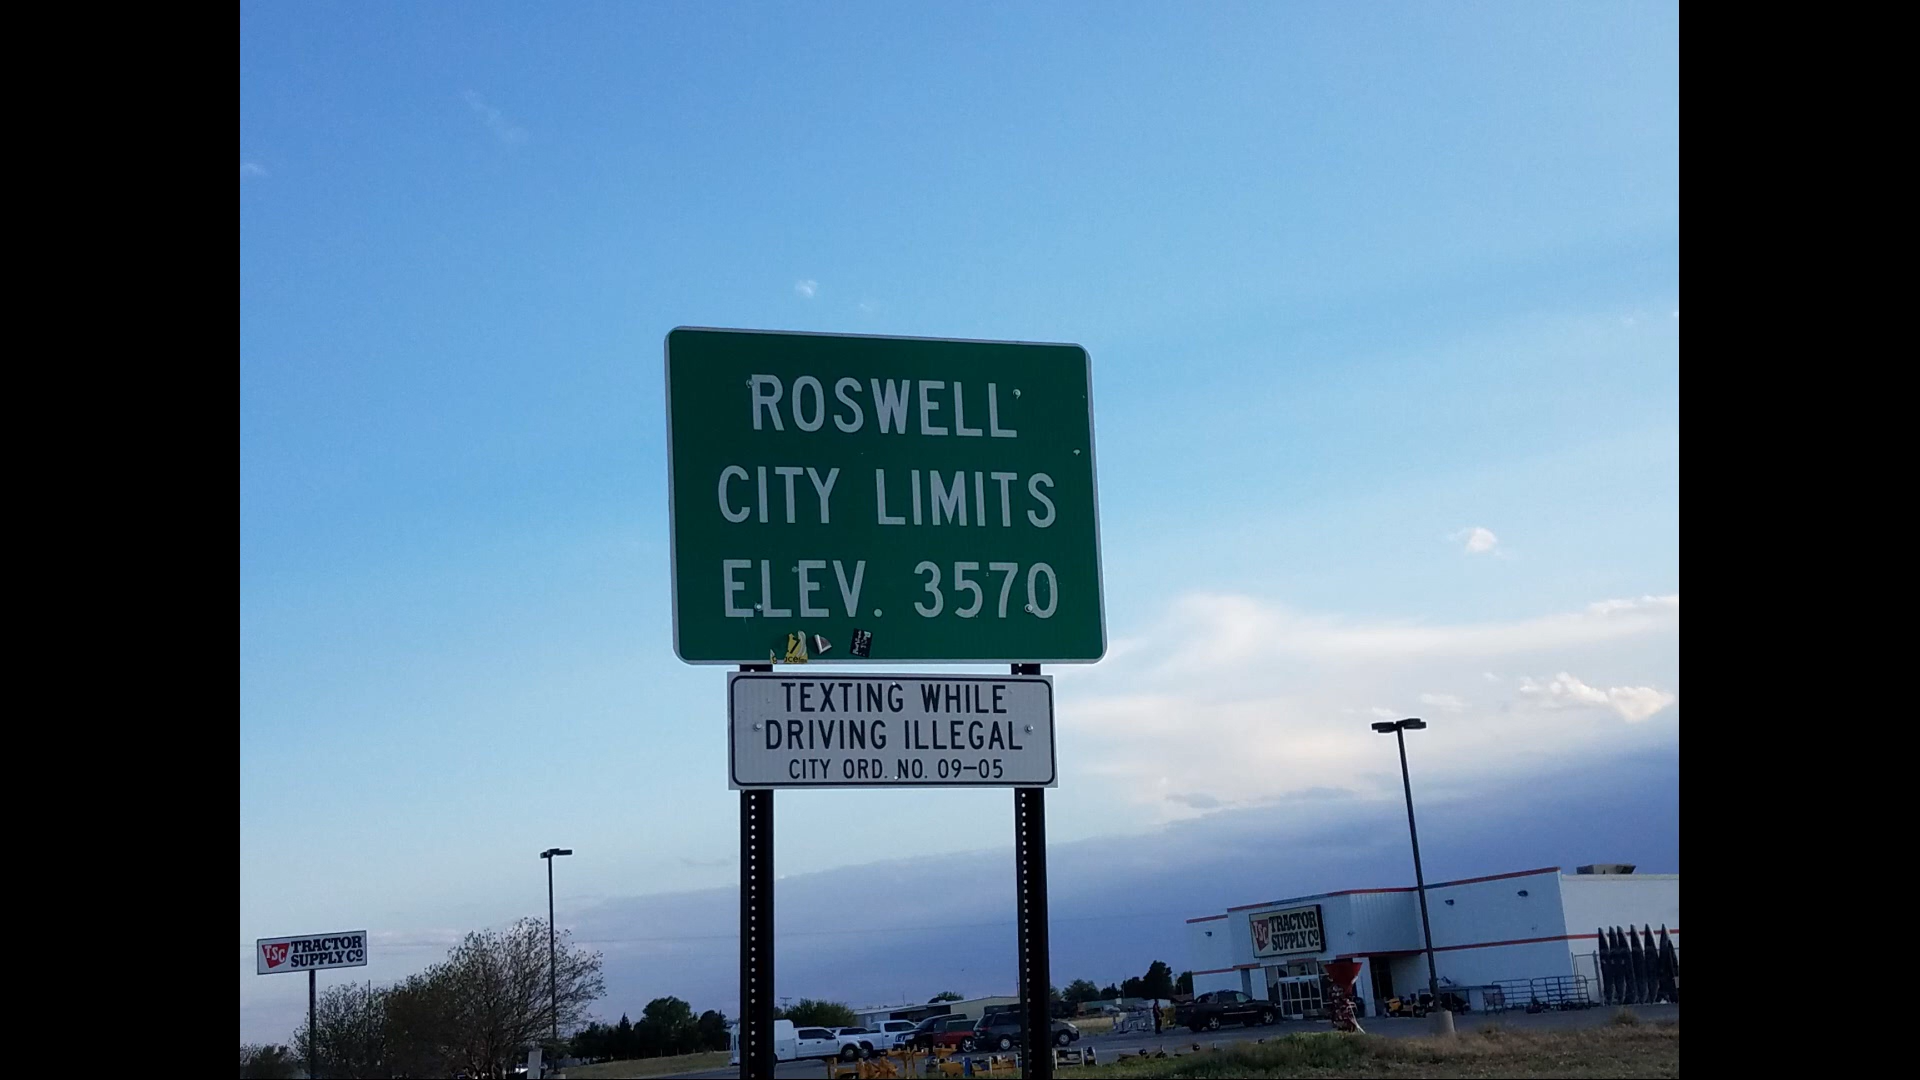 ROSWELL
CITY LIMITS
ELEV. 3570
TEXTING WHILE
DRIVING ILLEGAL
CITY ORD. NO. 09-05
TSC TRACTOR
SUPPLY CO
TSC TRACTOR
SUPPLY CO